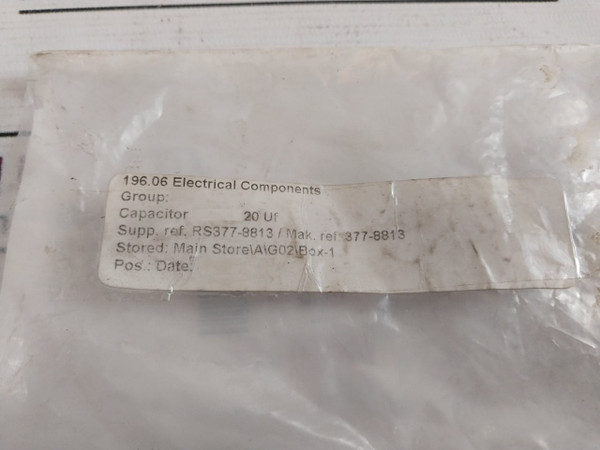 196.06 Electrical Components
Group:
Capacitor 20 Uf
Supp. ref. RS377-8813 / Mak. ref 377-8813
Stored: Main Store\A\G02\Box-1
Pos.: Date: